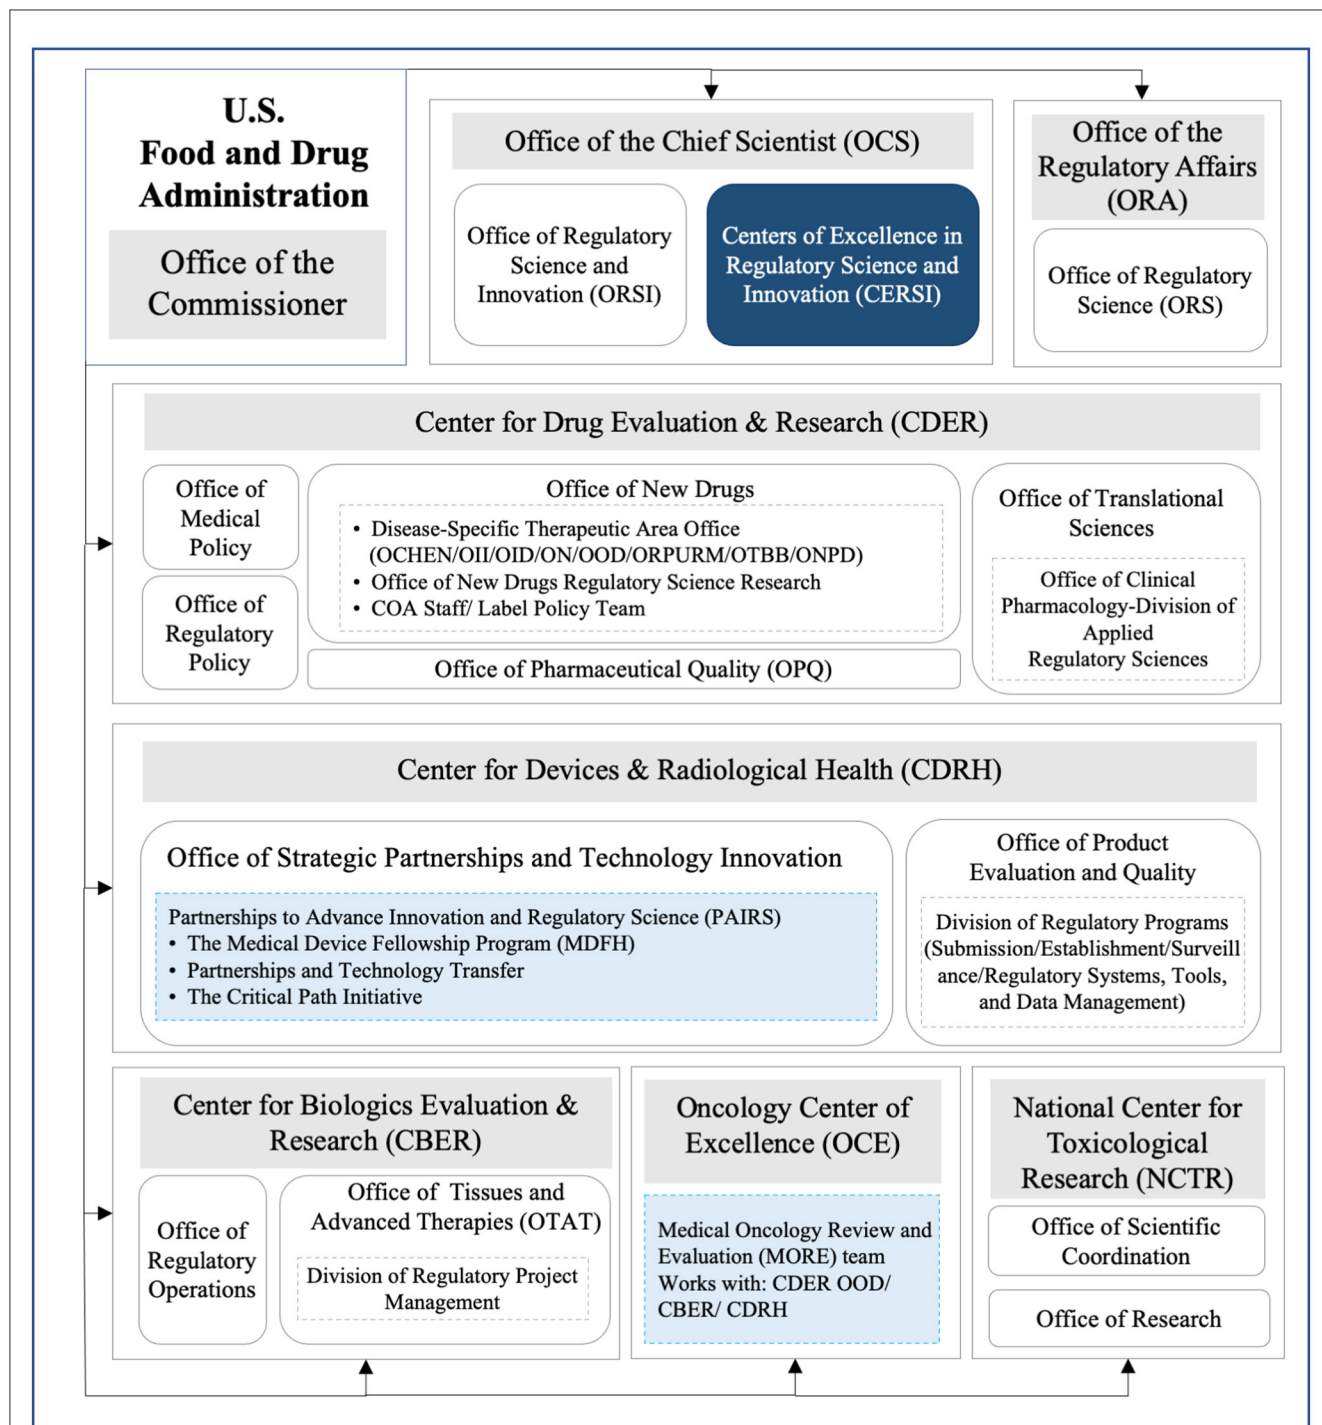 U.S.
Food and Drug
Administration
Office of the
Commissioner
Office of the Chief Scientist (OCS)
Office of Regulatory
Science and
Innovation (ORSI)
Centers of Excellence in
Regulatory Science and
Innovation (CERSI)
Office of the
Regulatory Affairs
(ORA)
Office of Regulatory
Science (ORS)
Center for Drug Evaluation & Research (CDER)
Office of
Medical
Policy
Office of
Regulatory
Policy
Office of New Drugs
• Disease-Specific Therapeutic Area Office
(OCHEN/OII/OID/ON/OOD/ORPURM/OTBB/ONPD)
• Office of New Drugs Regulatory Science Research
• COA Staff/ Label Policy Team
Office of Pharmaceutical Quality (OPQ)
Office of Translational
Sciences
Office of Clinical
Pharmacology-Division of
Applied
Regulatory Sciences
Center for Devices & Radiological Health (CDRH)
Office of Strategic Partnerships and Technology Innovation
Partnerships to Advance Innovation and Regulatory Science (PAIRS)
• The Medical Device Fellowship Program (MDFH)
• Partnerships and Technology Transfer
• The Critical Path Initiative
Office of Product
Evaluation and Quality
Division of Regulatory Programs
(Submission/Establishment/Surveill
ance/Regulatory Systems, Tools,
and Data Management)
Center for Biologics Evaluation &
Research (CBER)
Office of
Regulatory
Operations
Office of Tissues and
Advanced Therapies (OTAT)
Division of Regulatory Project
Management
Oncology Center of
Excellence (OCE)
Medical Oncology Review and
Evaluation (MORE) team
Works with: CDER OOD/
CBER/ CDRH
National Center for
Toxicological
Research (NCTR)
Office of Scientific
Coordination
Office of Research